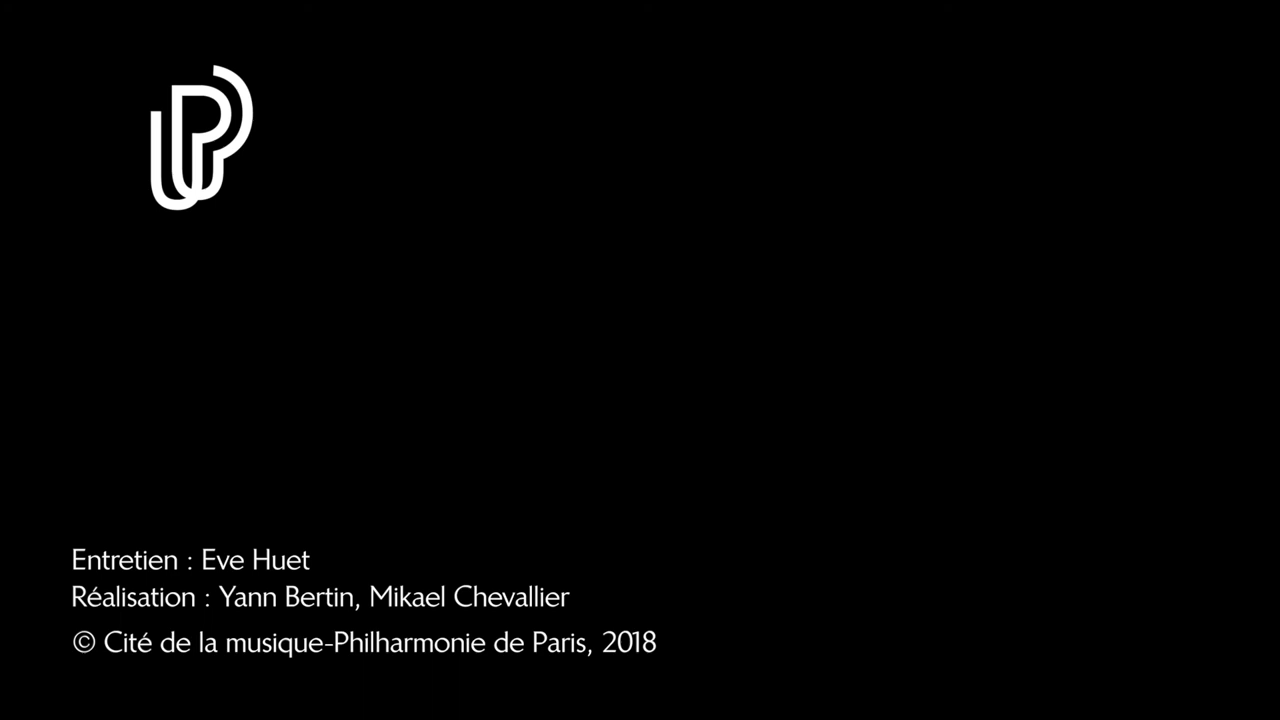 Entretien : Eve Huet
Réalisation : Yann Bertin, Mikael Chevallier
© Cité de la musique-Philharmonie de Paris, 2018